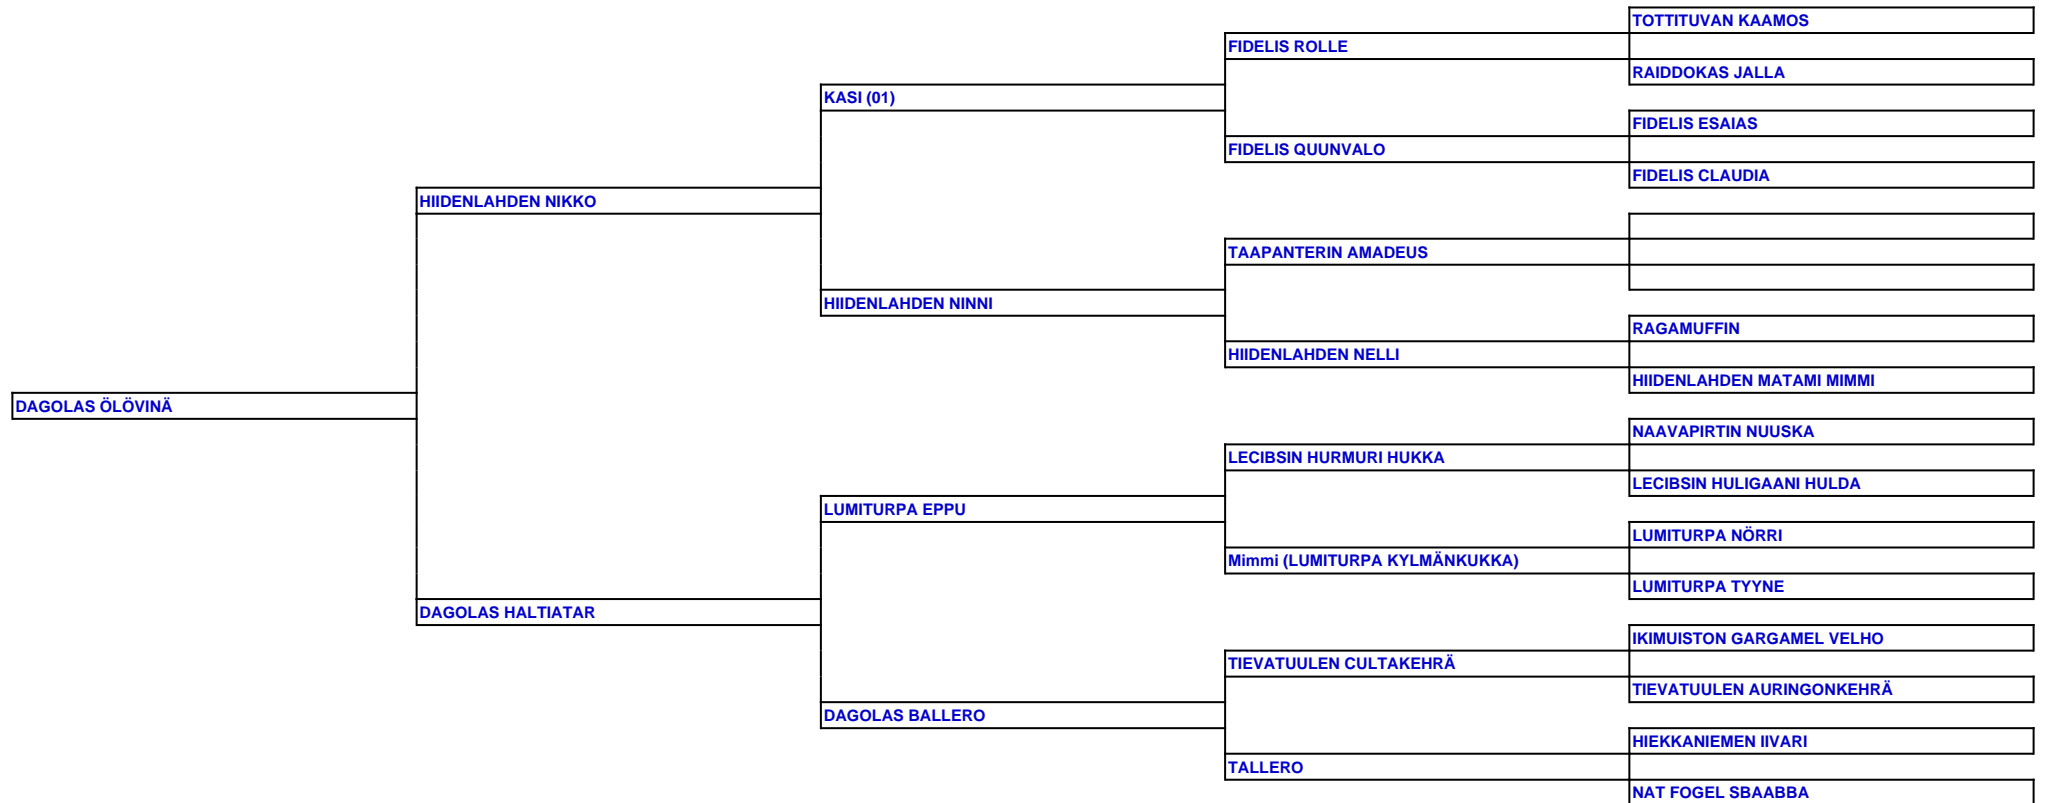 TOTTITUVAN KAAMOS
FIDELIS ROLLE
RAIDDOKAS JALLA
KASI (01)
FIDELIS ESAIAS
FIDELIS QUUNVALO
FIDELIS CLAUDIA
HIIDENLAHDEN NIKKO
TAAPANTERIN AMADEUS
HIIDENLAHDEN NINNI
RAGAMUFFIN
HIIDENLAHDEN NELLI
HIIDENLAHDEN MATAMI MIMMI
DAGOLAS ÖLÖVINÄ
NAAVAPIRTIN NUUSKA
LECIBSIN HURMURI HUKKA
LECIBSIN HULIGAANI HULDA
LUMITURPA EPPU
LUMITURPA NÖRRI
Mimmi (LUMITURPA KYLMÄNKUKKA)
LUMITURPA TYYNE
DAGOLAS HALTIATAR
IKIMUISTON GARGAMEL VELHO
TIEVATUULEN CULTAKEHRÄ
TIEVATUULEN AURINGONKEHRÄ
DAGOLAS BALLERO
HIEKKANIEMEN IIVARI
TALLERO
NAT FOGEL SBAABBA